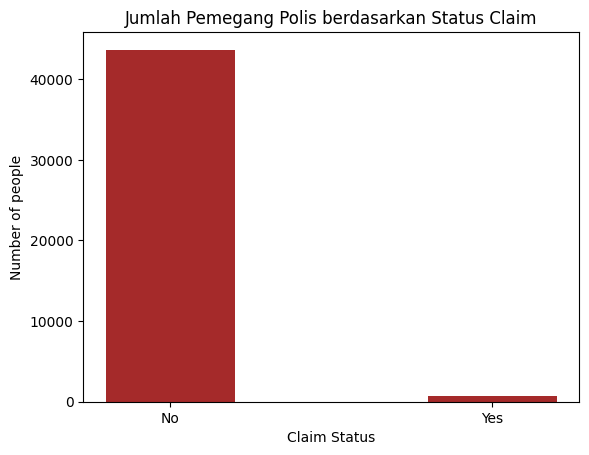 Jumlah Pemegang Polis berdasarkan Status Claim
Number of people
40000
30000
20000
10000
0
No
Yes
Claim Status